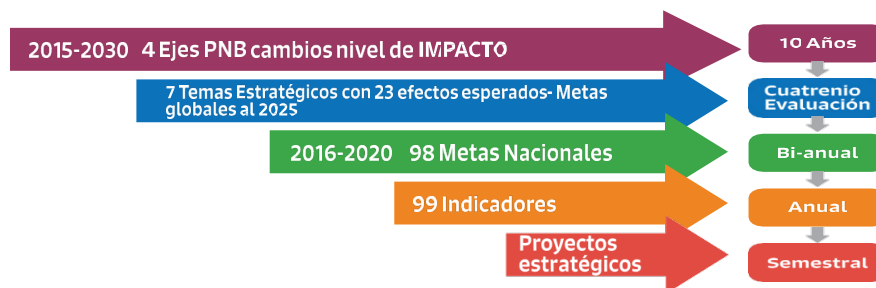 2015-2030 4 Ejes PNB cambios nivel de IMPACTO
10 Años
7 Temas Estratégicos con 23 efectos esperados- Metas
globales al 2025
Cuatrenio
Evaluación
2016-2020 98 Metas Nacionales
Bi-anual
99 Indicadores
Anual
Proyectos
estratégicos
Semestral